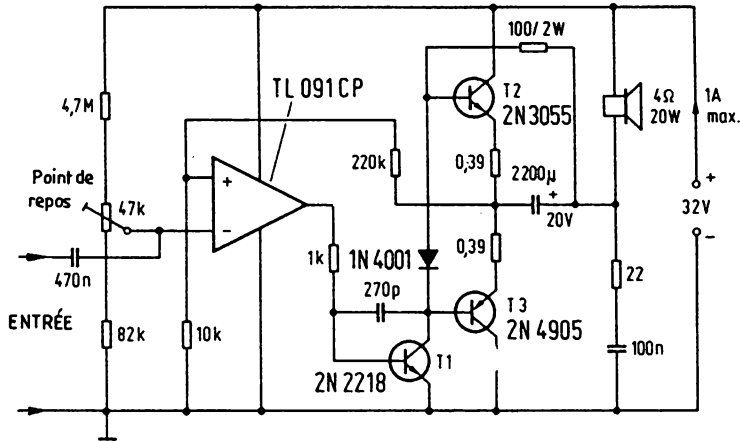 100/2W
TL 091CP
T2
2N3055
4Ω
20W
1A
max.
4,7M
220k
0,39
2200µ
+
20V
Point de
repos
47k
+
−
+
32V
−
470n
1k
1N 4001
0,39
270p
22
ENTRÉE
82k
10k
T3
2N 4905
100n
T1
2N 2218